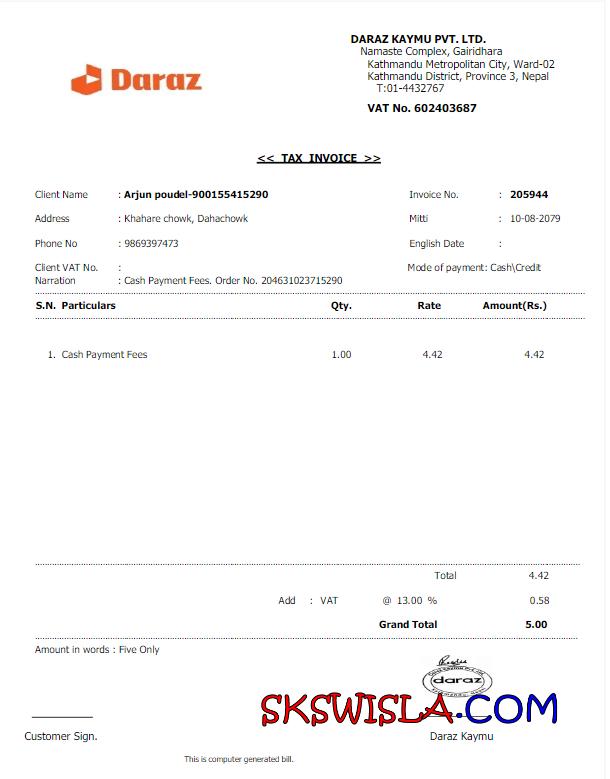 DARAZ KAYMU PVT. LTD.
Namaste Complex, Gairidhara
Kathmandu Metropolitan City, Ward-02
Kathmandu District, Province 3, Nepal
T:01-4432767
VAT No. 602403687
Daraz
<< TAX INVOICE >>
Client Name : Arjun poudel-900155415290 Invoice No. : 205944
Address : Khahare chowk, Dahachowk Mitti : 10-08-2079
Phone No : 9869397473 English Date :
Client VAT No. : Mode of payment: Cash\Credit
Narration : Cash Payment Fees. Order No. 204631023715290
S.N. Particulars Qty. Rate Amount(Rs.)
1. Cash Payment Fees 1.00 4.42 4.42
Total 4.42
Add : VAT @ 13.00 % 0.58
Grand Total 5.00
Amount in words : Five Only
daraz
SKSWISLA.COM
Customer Sign. Daraz Kaymu
This is computer generated bill.